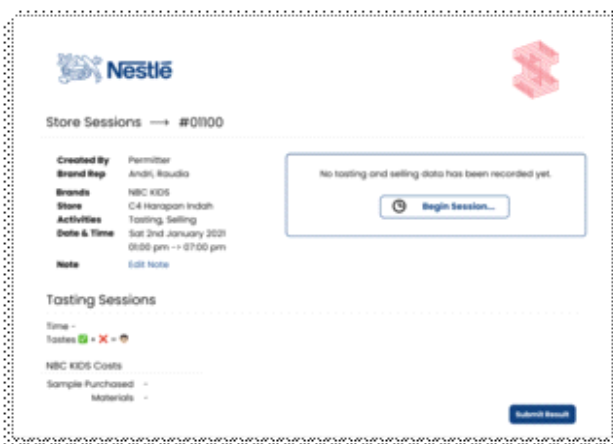 Nestlē
Store Sessions → #01100
Created By Permitter
Brand Rep Andri, Raudia
Brands NBC KIDS
Store C4 Harapan Indah
Activities Tasting, Selling
Date & Time Sat 2nd January 2021
01:00 pm -> 07:00 pm
Note Edit Note
No tasting and selling data has been recorded yet.
Begin Session...
Tasting Sessions
Time -
Tastes ✅ + ❌ = 👦
NBC KIDS Costs
Sample Purchased -
Materials -
Submit Result